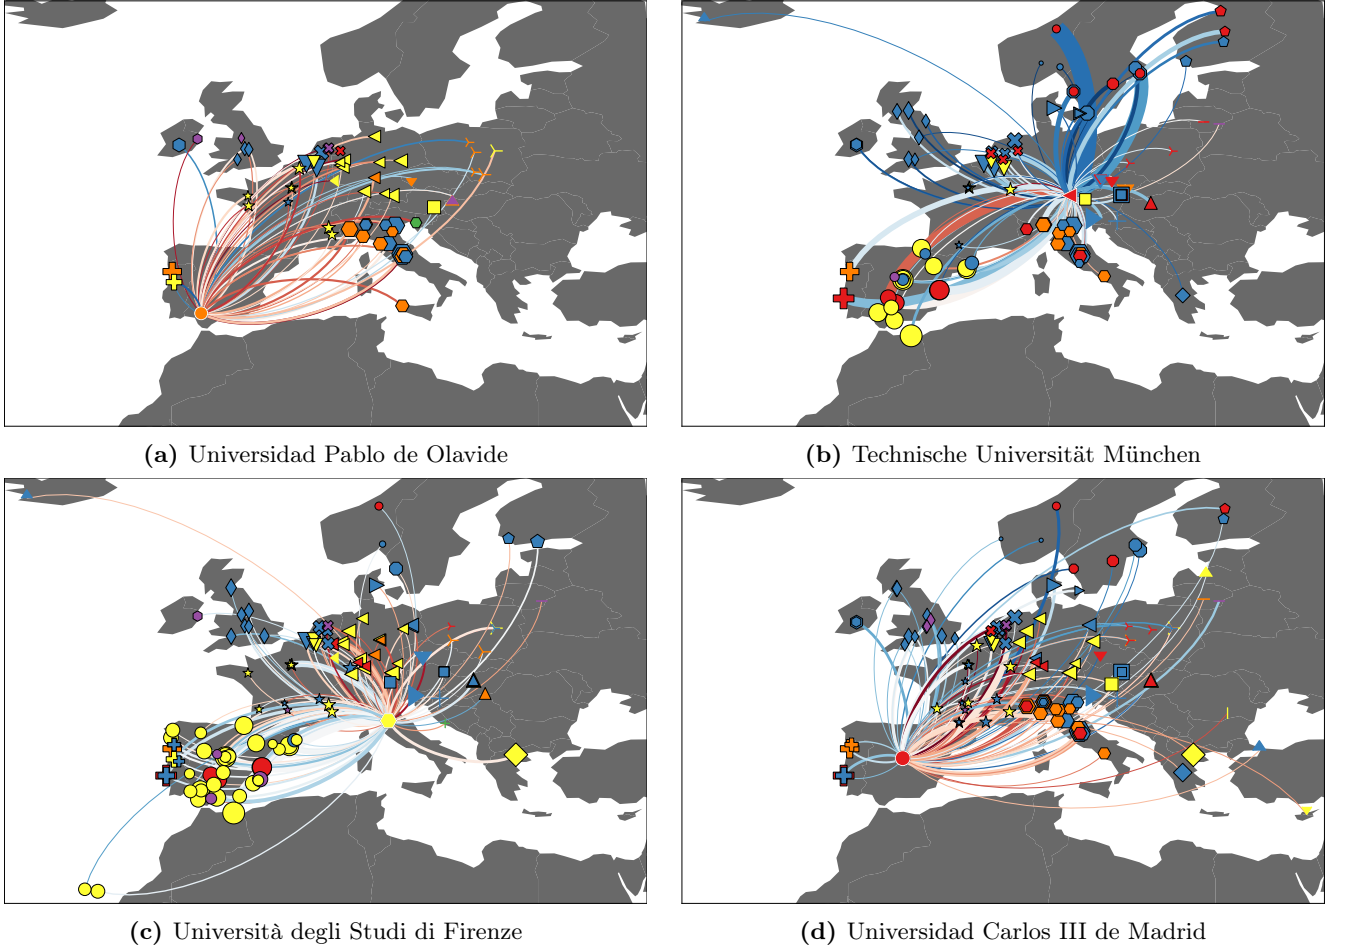 (a) Universidad Pablo de Olavide
(b) Technische Universität München
(c) Università degli Studi di Firenze
(d) Universidad Carlos III de Madrid